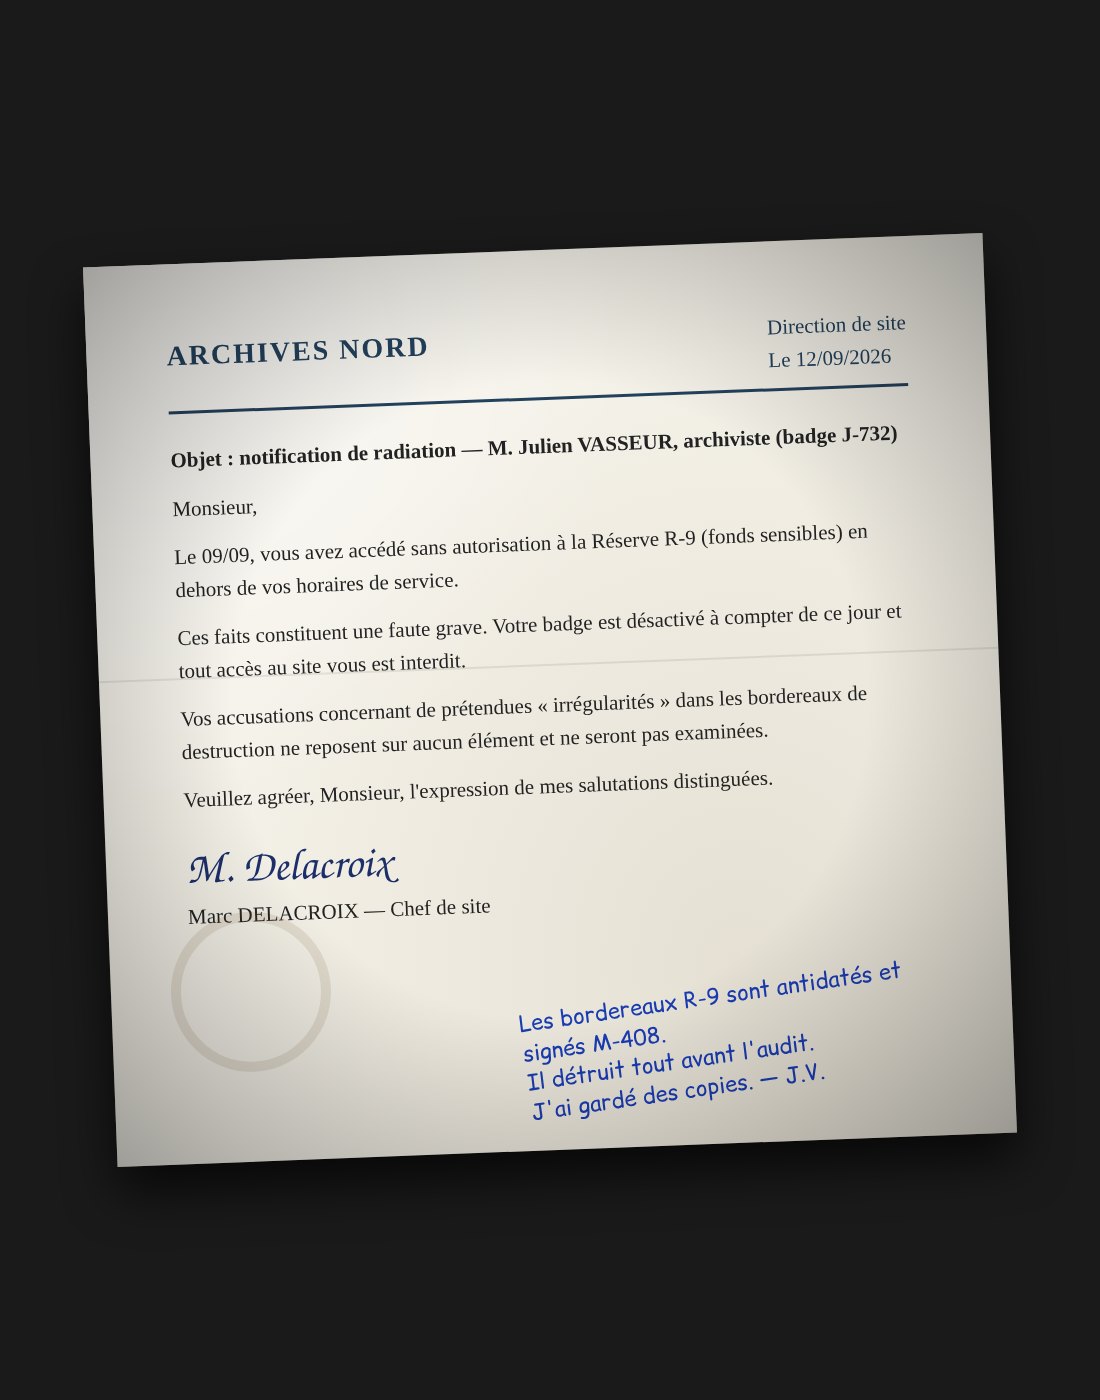 ARCHIVES NORD
Direction de site
Le 12/09/2026
Objet : notification de radiation — M. Julien VASSEUR, archiviste (badge J-732)
Monsieur,
Le 09/09, vous avez accédé sans autorisation à la Réserve R-9 (fonds sensibles) en
dehors de vos horaires de service.
Ces faits constituent une faute grave. Votre badge est désactivé à compter de ce jour et
tout accès au site vous est interdit.
Vos accusations concernant de prétendues « irrégularités » dans les bordereaux de
destruction ne reposent sur aucun élément et ne seront pas examinées.
Veuillez agréer, Monsieur, l'expression de mes salutations distinguées.
M. Delacroix
Marc DELACROIX — Chef de site
Les bordereaux R-9 sont antidatés et
signés M-408.
Il détruit tout avant l'audit.
J'ai gardé des copies. — J.V.